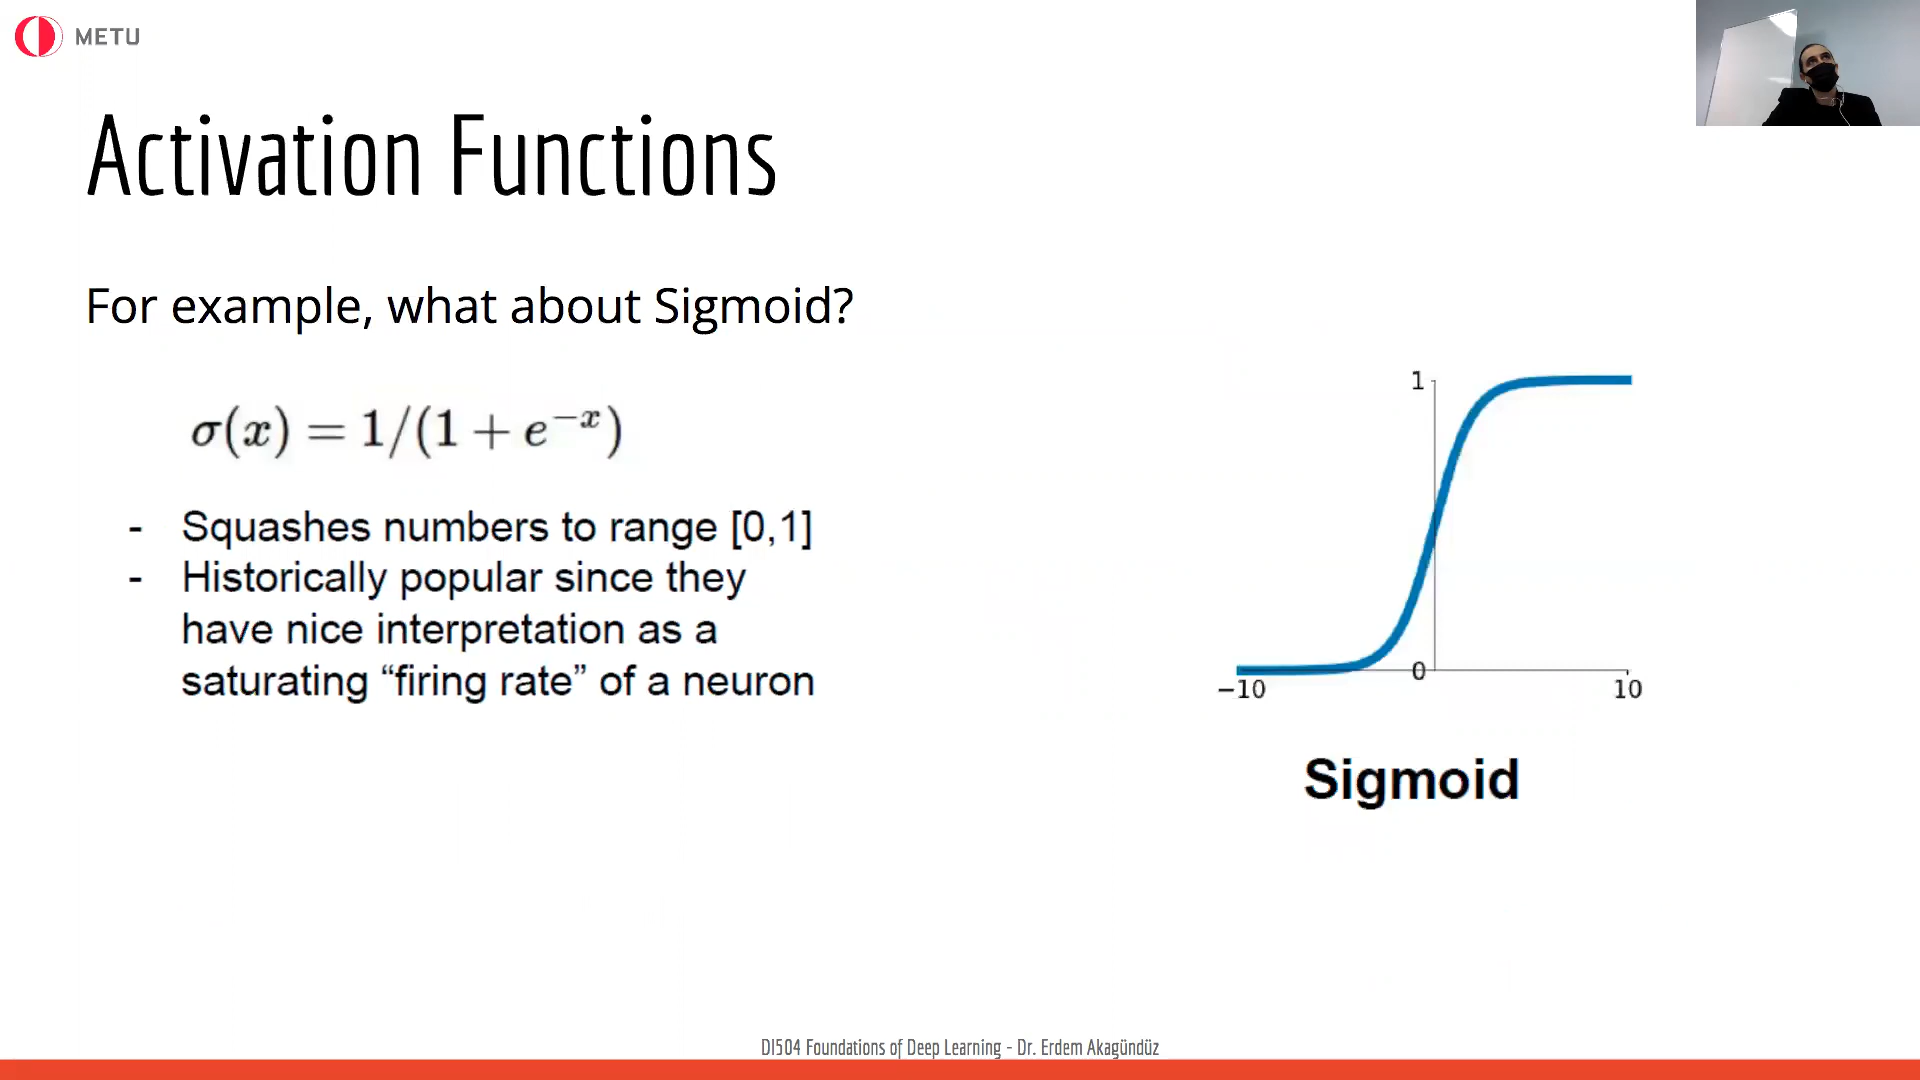 METU
Activation Functions
For example, what about Sigmoid?
σ(x) = 1/(1 + e⁻ˣ)
- Squashes numbers to range [0,1]
- Historically popular since they
have nice interpretation as a
saturating “firing rate” of a neuron
1
0
−10
10
Sigmoid
DI504 Foundations of Deep Learning - Dr. Erdem Akagündüz